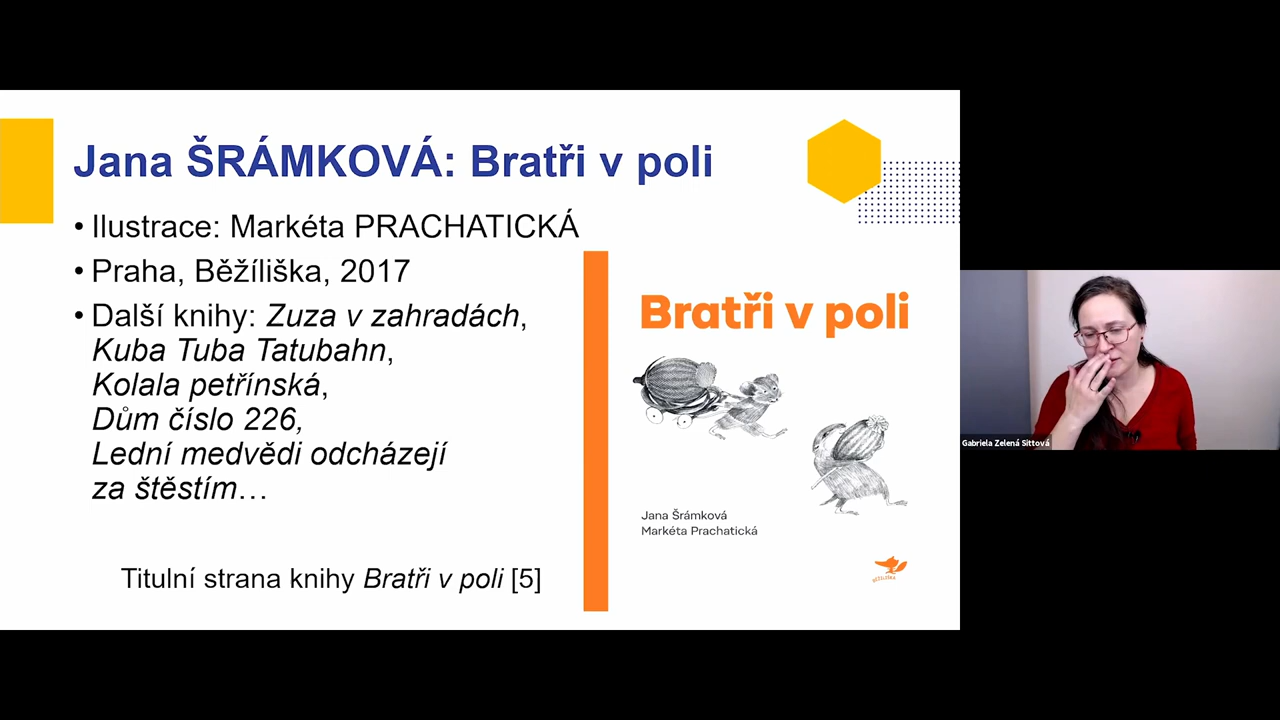 Jana ŠRÁMKOVÁ: Bratři v poli
• Ilustrace: Markéta PRACHATICKÁ
• Praha, Běžíliška, 2017
• Další knihy: Zuza v zahradách,
Kuba Tuba Tatubahn,
Kolala petřínská,
Dům číslo 226,
Lední medvědi odcházejí
za štěstím…
Titulní strana knihy Bratři v poli [5]
Bratři v poli
Jana Šrámková
Markéta Prachatická
BĚŽÍLIŠKA
Gabriela Zelená Sittová